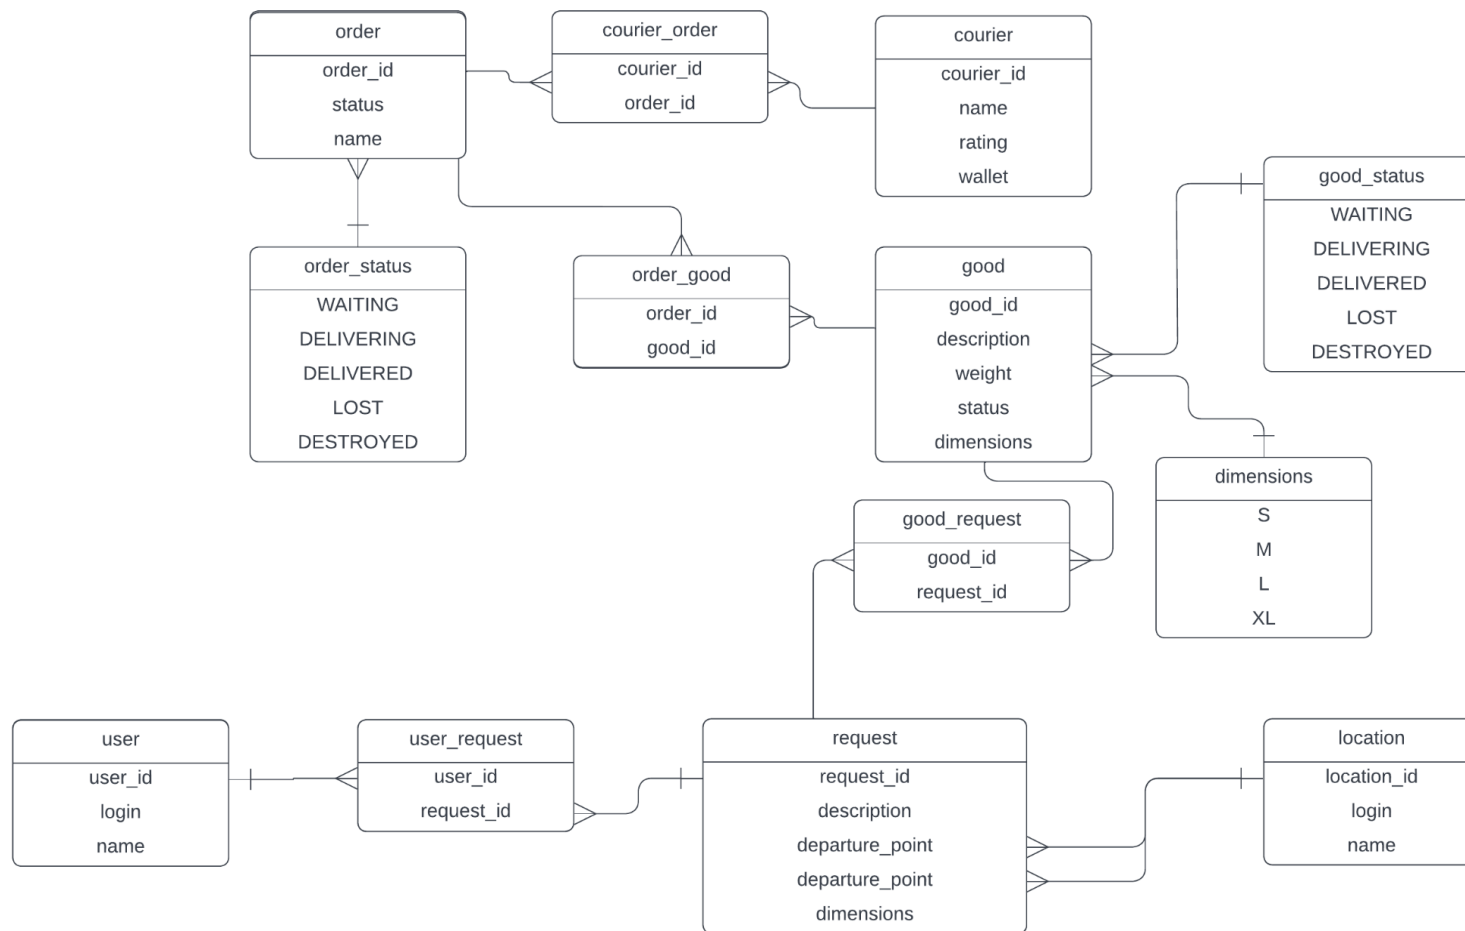 order
order_id
status
name
courier_order
courier_id
order_id
courier
courier_id
name
rating
wallet
good_status
WAITING
DELIVERING
DELIVERED
LOST
DESTROYED
order_status
WAITING
DELIVERING
DELIVERED
LOST
DESTROYED
order_good
order_id
good_id
good
good_id
description
weight
status
dimensions
dimensions
S
M
L
XL
good_request
good_id
request_id
user
user_id
login
name
user_request
user_id
request_id
request
request_id
description
departure_point
departure_point
dimensions
location
location_id
login
name